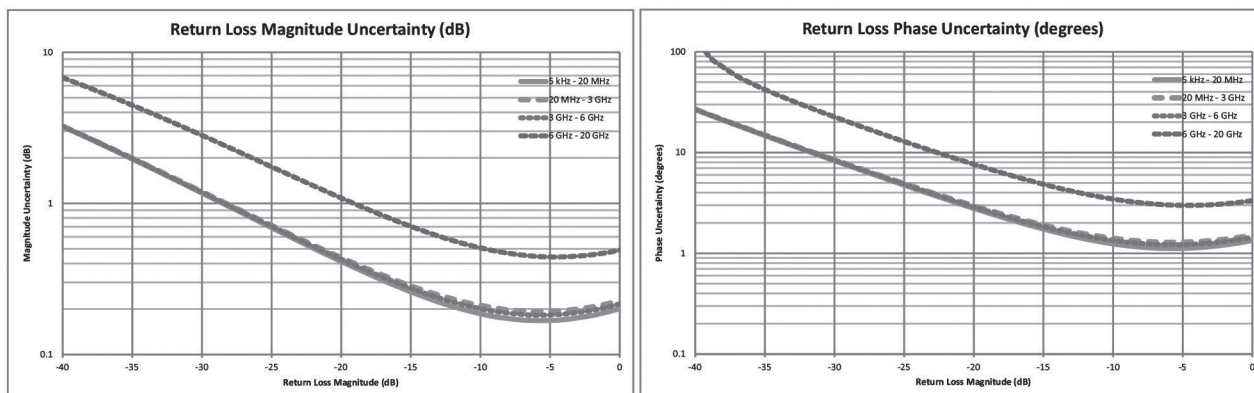 Return Loss Magnitude Uncertainty (dB)
10
1
0.1
Magnitude Uncertainty (dB)
5 kHz - 20 MHz
20 MHz - 3 GHz
3 GHz - 6 GHz
6 GHz - 20 GHz
-40 -35 -30 -25 -20 -15 -10 -5 0
Return Loss Magnitude (dB)
Return Loss Phase Uncertainty (degrees)
100
10
1
0.1
Phase Uncertainty (degrees)
5 kHz - 20 MHz
20 MHz - 3 GHz
3 GHz - 6 GHz
6 GHz - 20 GHz
-40 -35 -30 -25 -20 -15 -10 -5 0
Return Loss Magnitude (dB)